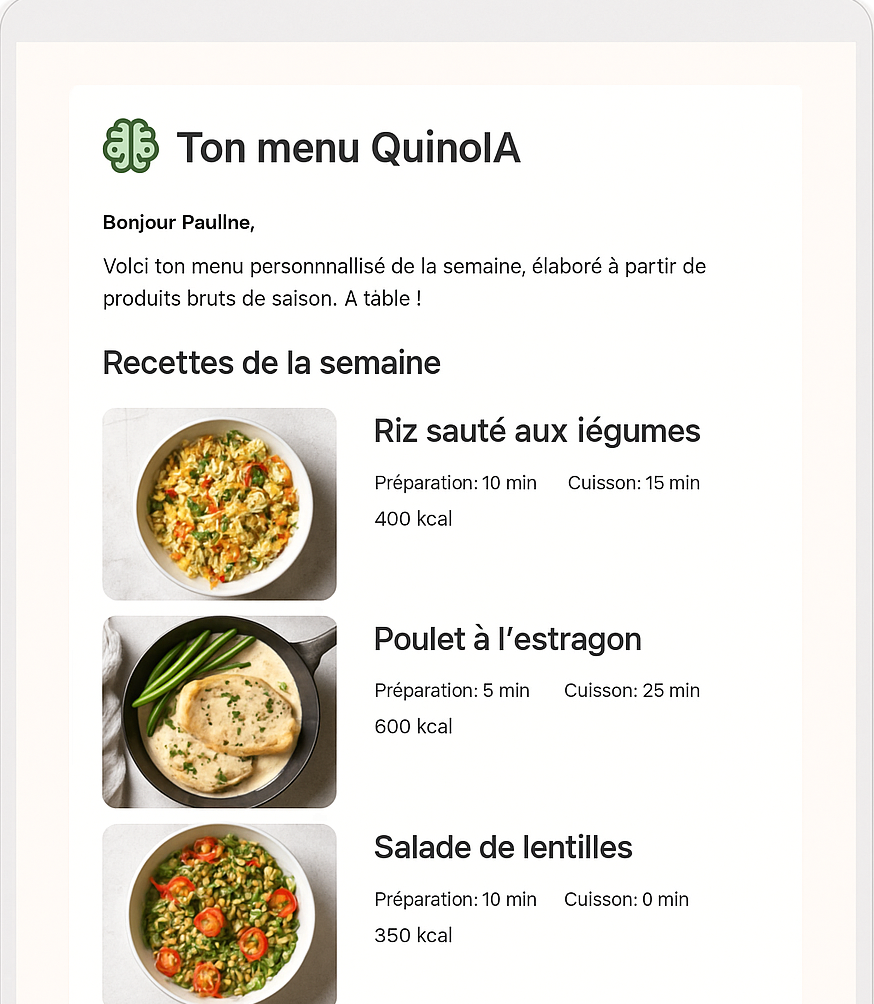 Ton menu QuinoIA
Bonjour Paullne,
Volci ton menu personnnallisé de la semaine, élaboré à partir de
produits bruts de saison. A table !
Recettes de la semaine
Riz sauté aux iégumes
Préparation: 10 min Cuisson: 15 min
400 kcal
Poulet à l’estragon
Préparation: 5 min Cuisson: 25 min
600 kcal
Salade de lentilles
Préparation: 10 min Cuisson: 0 min
350 kcal